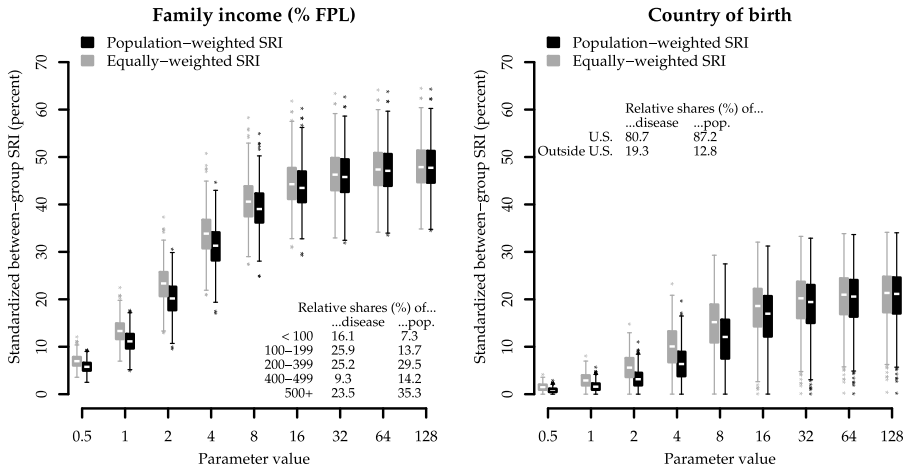 Family income (% FPL)
Population−weighted SRI
Equally−weighted SRI
Standardized between−group SRI (percent)
70
60
50
40
30
20
10
0
Relative shares (%) of...
...disease ...pop.
< 100 16.1 7.3
100−199 25.9 13.7
200−399 25.2 29.5
400−499 9.3 14.2
500+ 23.5 35.3
0.5 1 2 4 8 16 32 64 128
Parameter value
Country of birth
Population−weighted SRI
Equally−weighted SRI
Standardized between−group SRI (percent)
70
60
50
40
30
20
10
0
Relative shares (%) of...
...disease ...pop.
U.S. 80.7 87.2
Outside U.S. 19.3 12.8
0.5 1 2 4 8 16 32 64 128
Parameter value